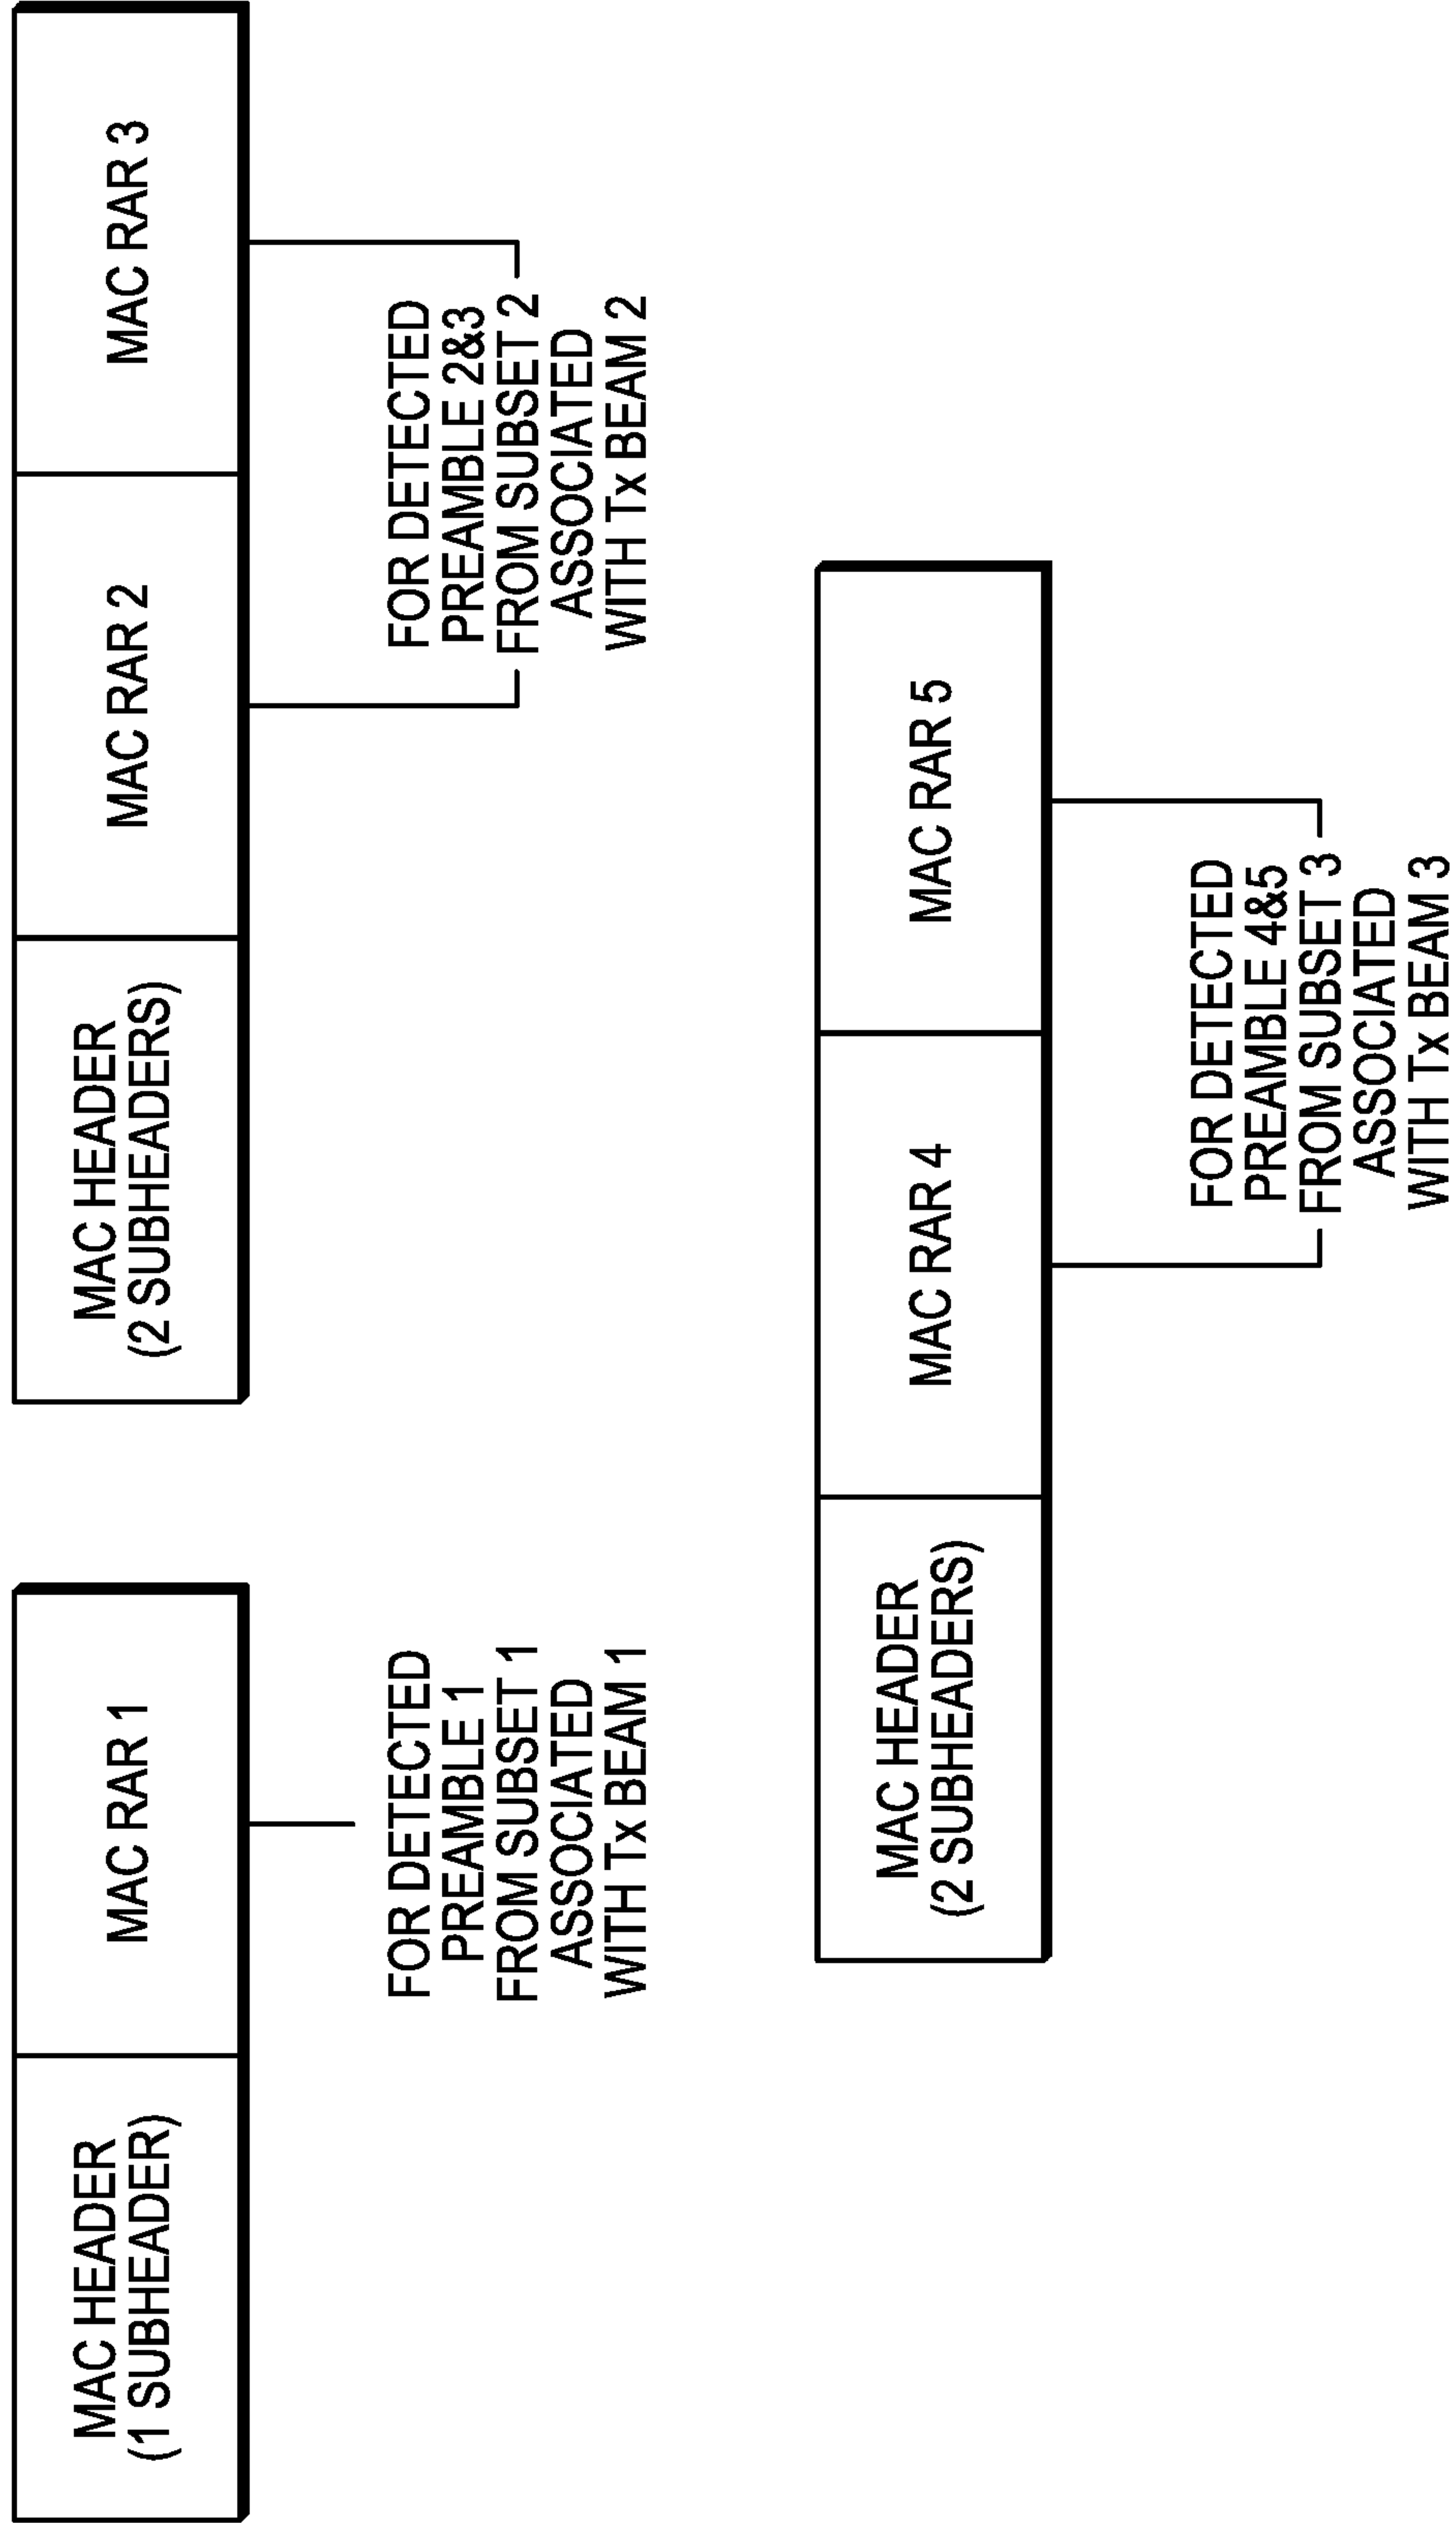 MAC HEADER
(1 SUBHEADER)
MAC RAR 1
FOR DETECTED
PREAMBLE 1
FROM SUBSET 1
ASSOCIATED
WITH Tx BEAM 1
MAC HEADER
(2 SUBHEADERS)
MAC RAR 2
MAC RAR 3
FOR DETECTED
PREAMBLE 2&3
FROM SUBSET 2
ASSOCIATED
WITH Tx BEAM 2
MAC HEADER
(2 SUBHEADERS)
MAC RAR 4
MAC RAR 5
FOR DETECTED
PREAMBLE 4&5
FROM SUBSET 3
ASSOCIATED
WITH Tx BEAM 3